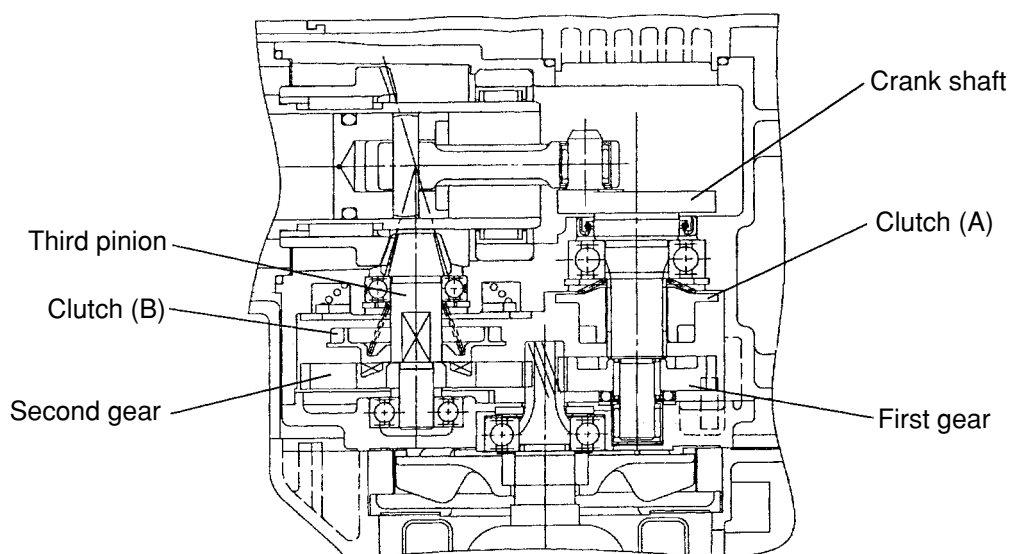 Crank shaft
Clutch (A)
Third pinion
Clutch (B)
Second gear
First gear